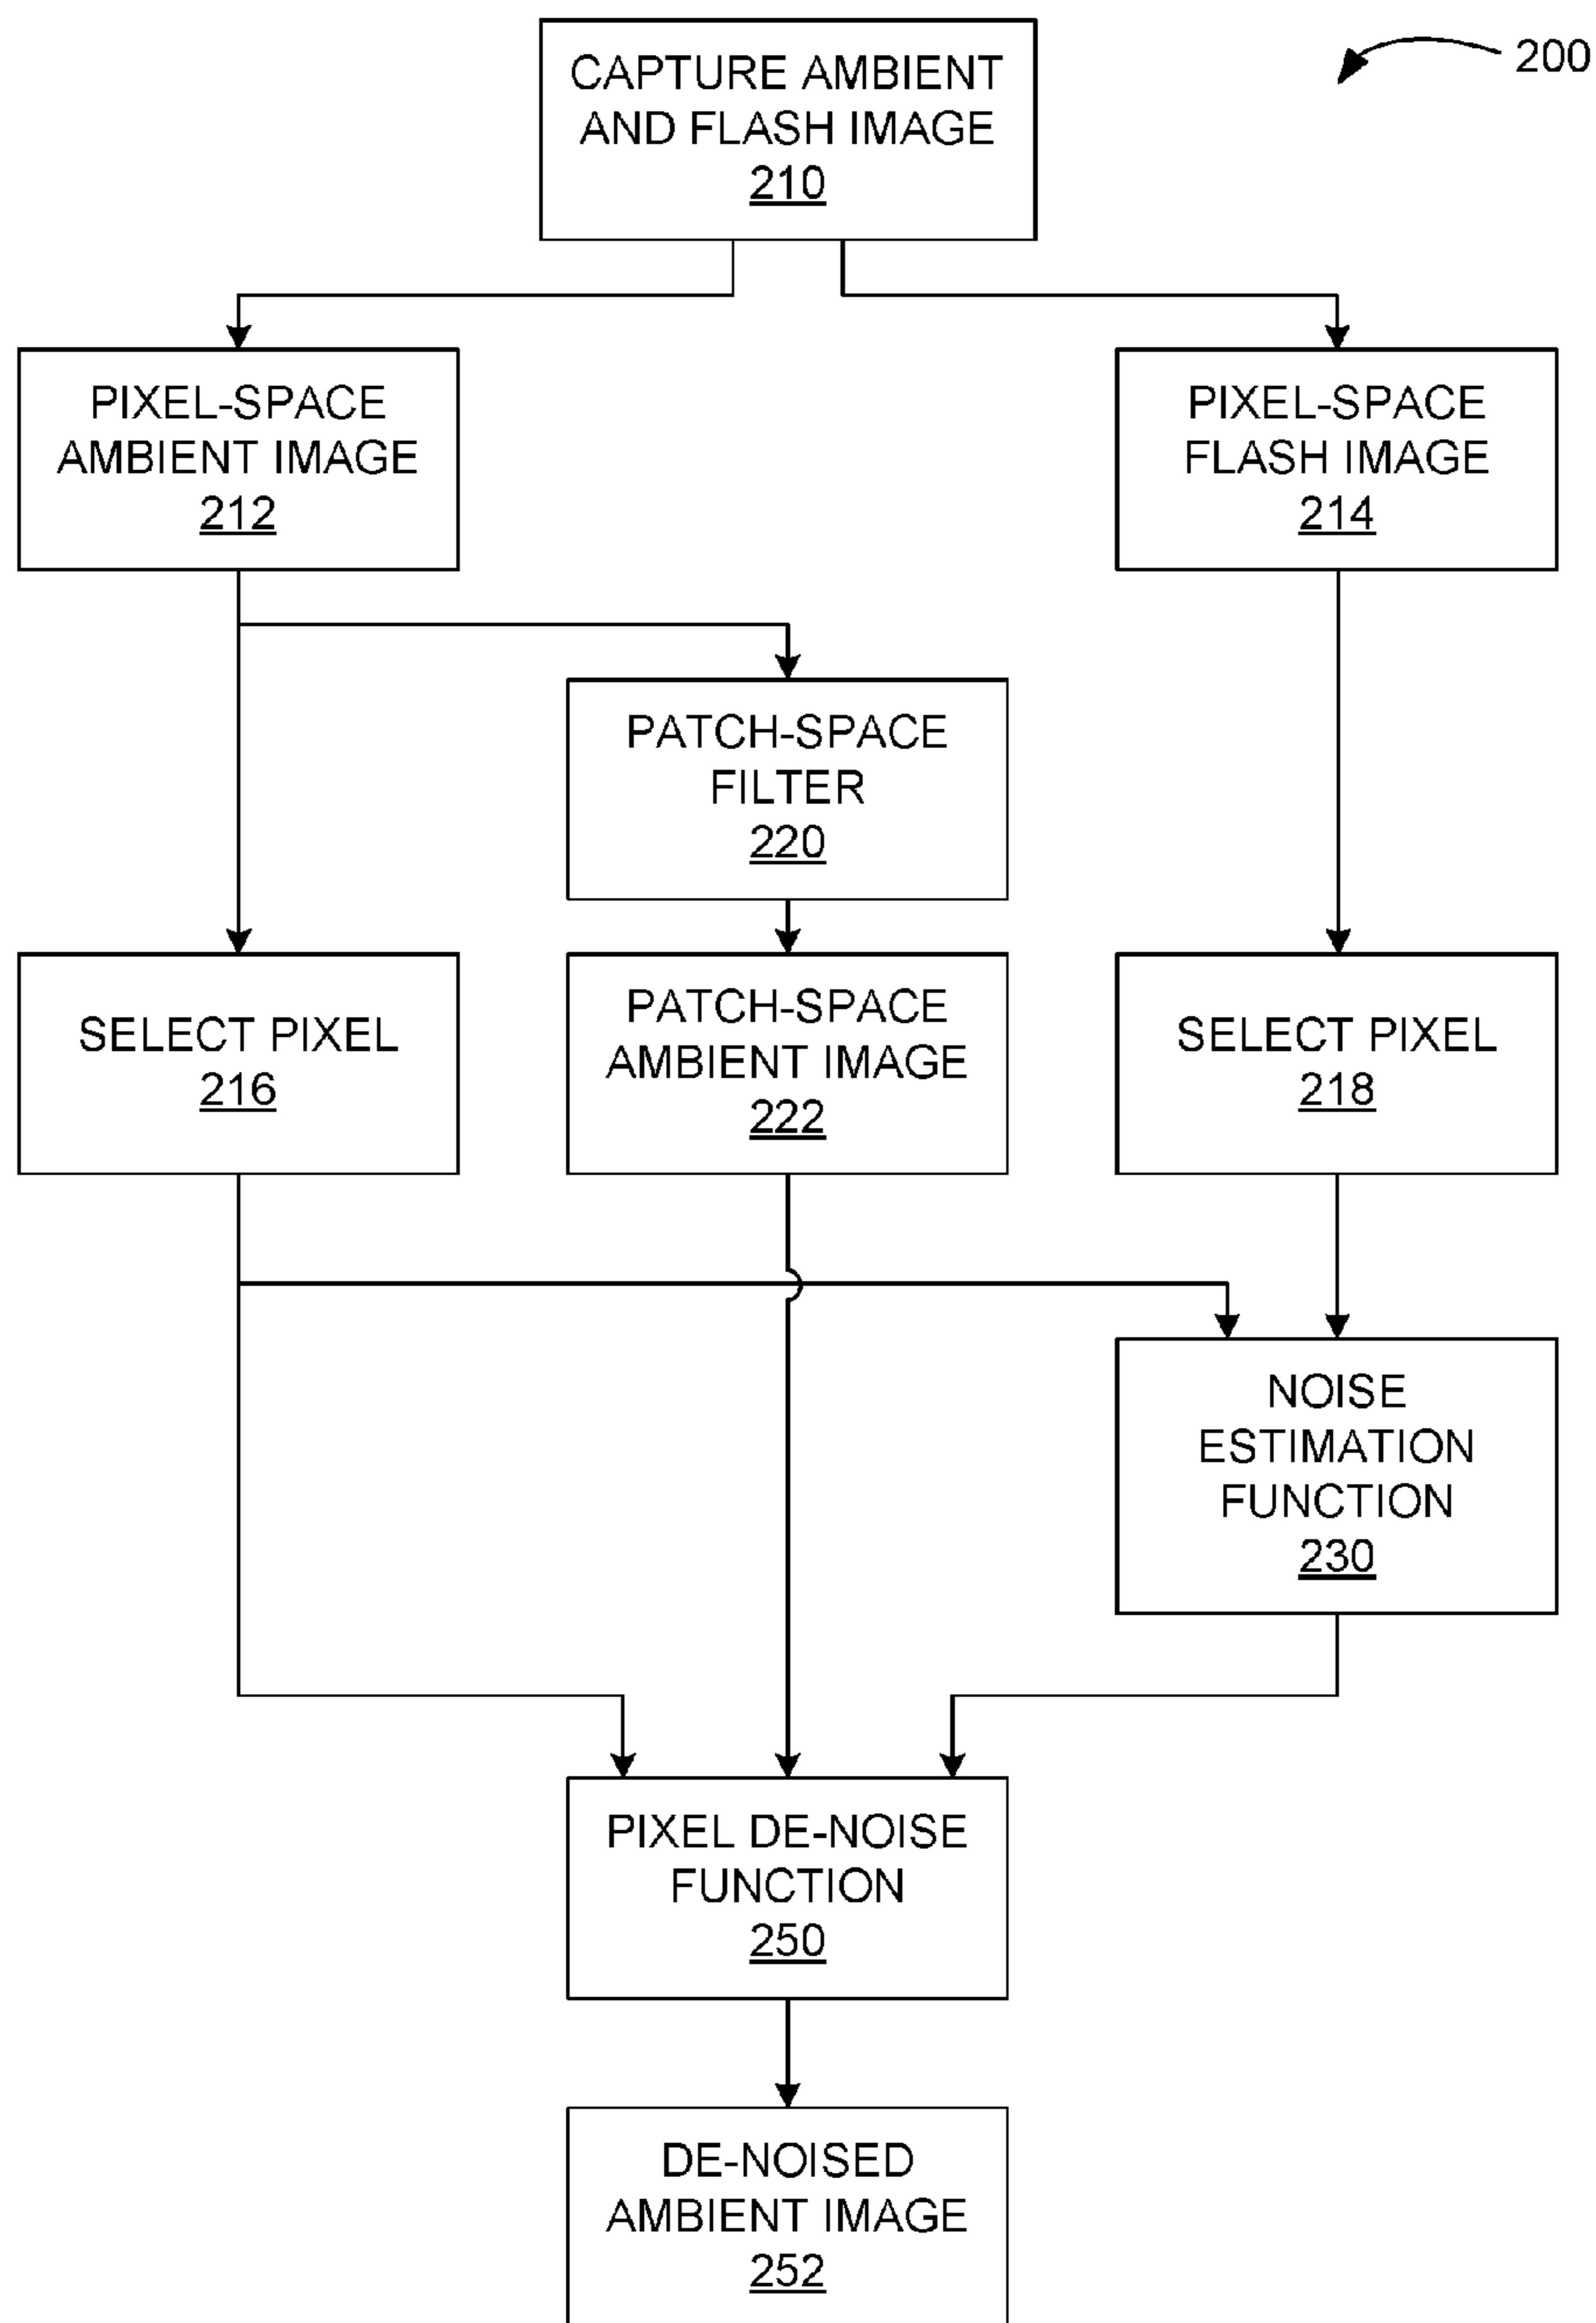 CAPTURE AMBIENT
AND FLASH IMAGE
210
200
PIXEL-SPACE
AMBIENT IMAGE
212
PIXEL-SPACE
FLASH IMAGE
214
PATCH-SPACE
FILTER
220
SELECT PIXEL
216
PATCH-SPACE
AMBIENT IMAGE
222
SELECT PIXEL
218
NOISE
ESTIMATION
FUNCTION
230
PIXEL DE-NOISE
FUNCTION
250
DE-NOISED
AMBIENT IMAGE
252